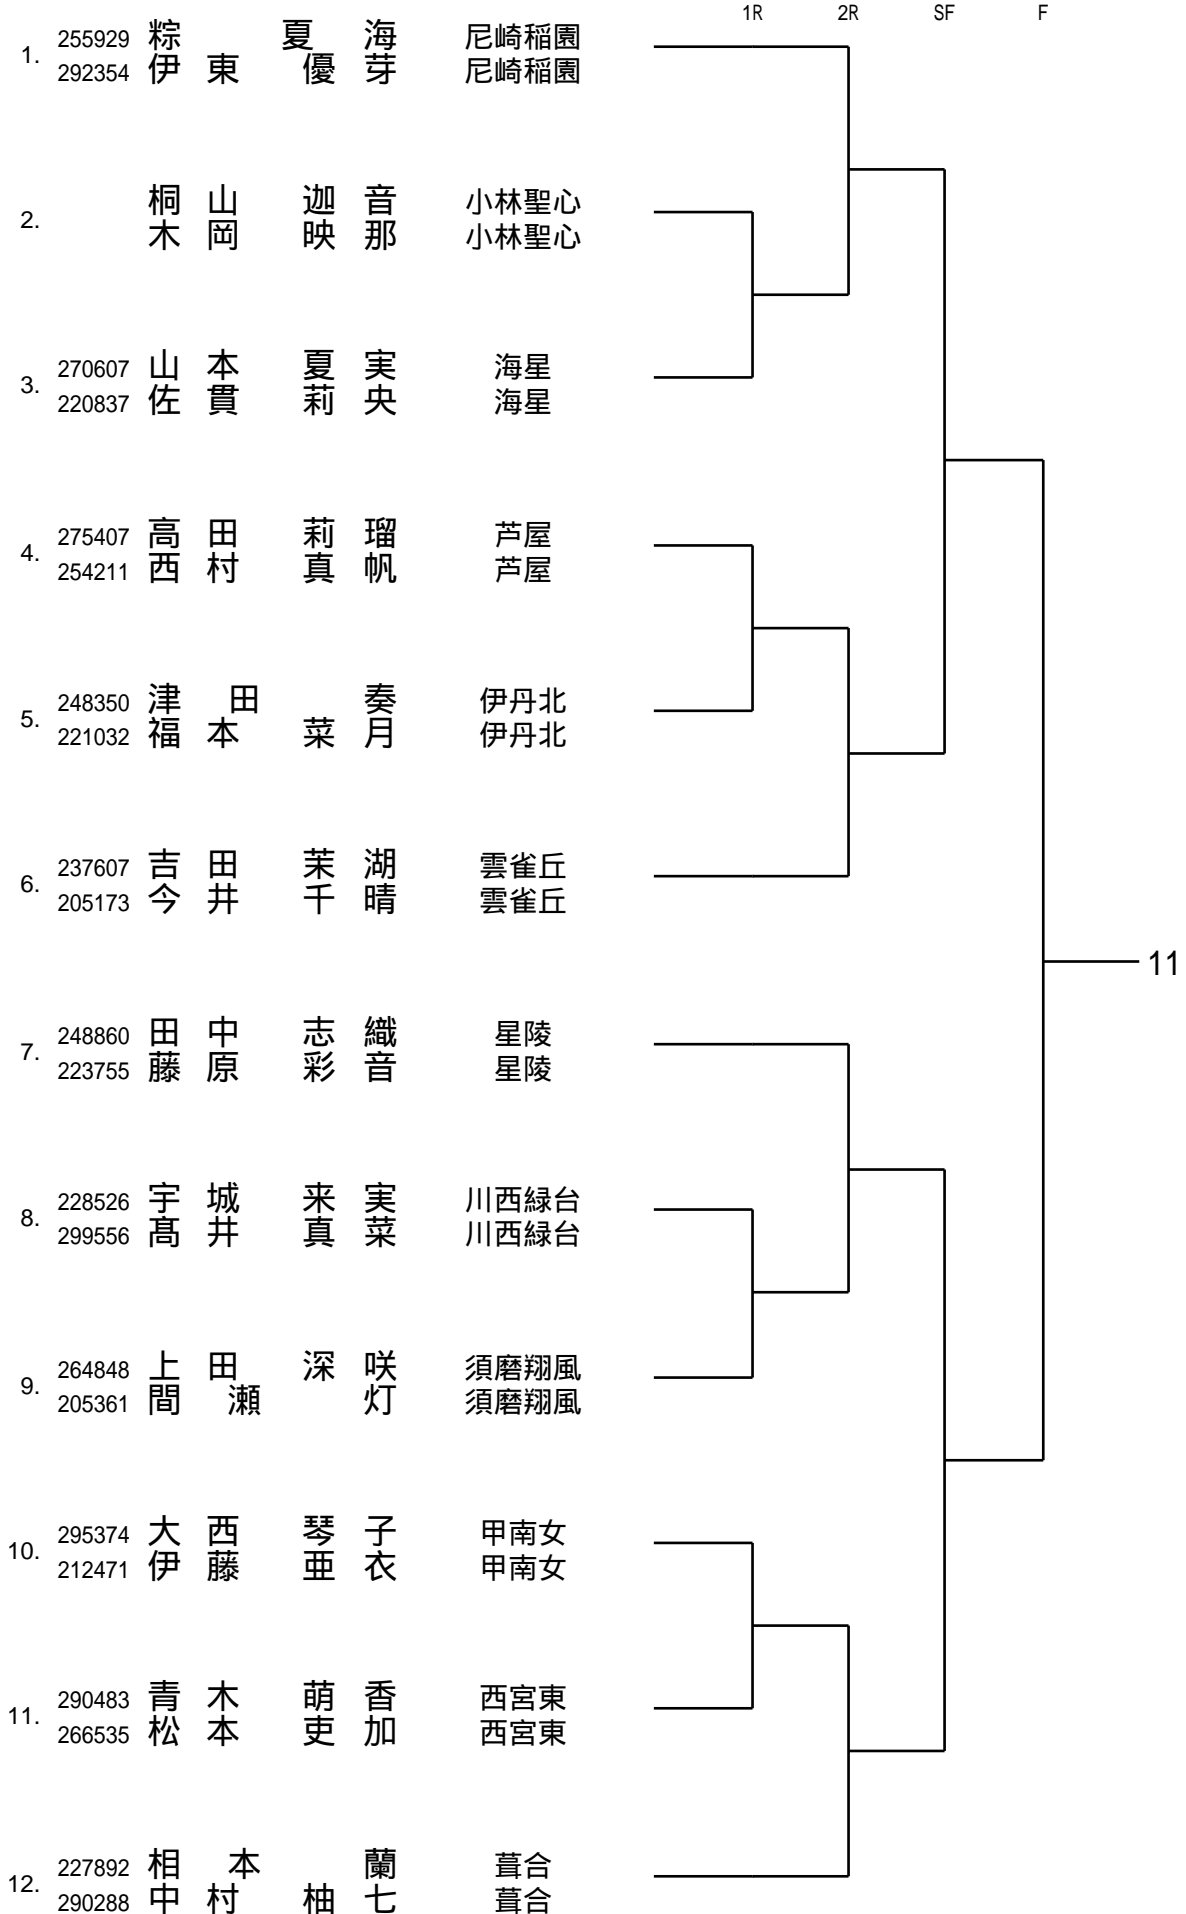 1R 2R SF F
1. 255929 粽 夏 海 尼崎稲園
292354 伊 東 優 芽 尼崎稲園
2. 桐 山 迦 音 小林聖心
木 岡 映 那 小林聖心
3. 270607 山 本 夏 実 海星
220837 佐 貫 莉 央 海星
4. 275407 高 田 莉 瑠 芦屋
254211 西 村 真 帆 芦屋
5. 248350 津 田 奏 伊丹北
221032 福 本 菜 月 伊丹北
6. 237607 吉 田 茉 湖 雲雀丘
205173 今 井 千 晴 雲雀丘
11
7. 248860 田 中 志 織 星陵
223755 藤 原 彩 音 星陵
8. 228526 宇 城 来 実 川西緑台
299556 髙 井 真 菜 川西緑台
9. 264848 上 田 深 咲 須磨翔風
205361 間 瀬 灯 須磨翔風
10. 295374 大 西 琴 子 甲南女
212471 伊 藤 亜 衣 甲南女
11. 290483 青 木 萌 香 西宮東
266535 松 本 吏 加 西宮東
12. 227892 相 本 蘭 葺合
290288 中 村 柚 七 葺合